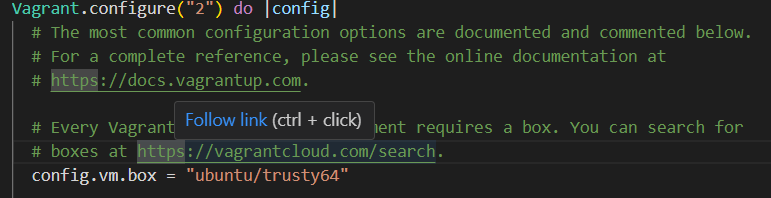 Vagrant.configure("2") do |config|
# The most common configuration options are documented and commented below.
# For a complete reference, please see the online documentation at
# https://docs.vagrantup.com.
Follow link (ctrl + click)
# Every Vagrant ment requires a box. You can search for
# boxes at https://vagrantcloud.com/search.
config.vm.box = "ubuntu/trusty64"